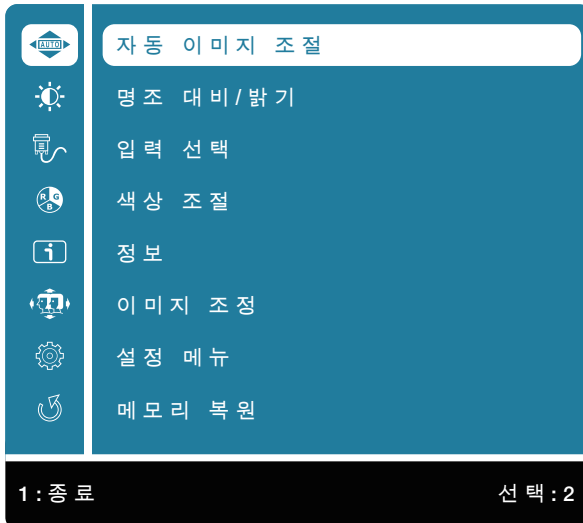 AUTO 자동 이미지 조절
명조 대비/밝기
입력 선택
R G B 색상 조절
i 정보
이미지 조정
설정 메뉴
메모리 복원
1 : 종료 선택 : 2